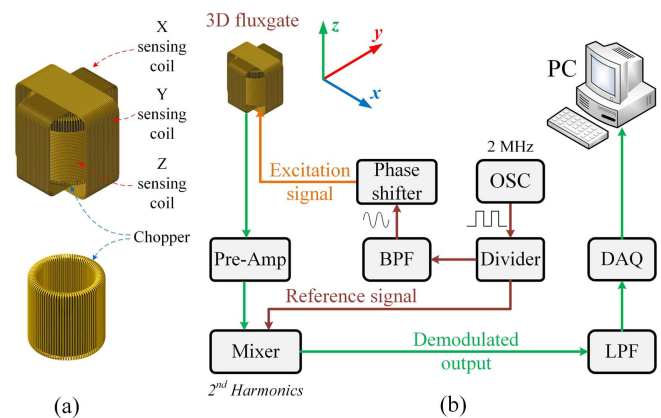 X
sensing
coil
Y
sensing
coil
Z
sensing
coil
Chopper
(a)
3D fluxgate
z
y
x
PC
Excitation
signal
Phase
shifter
2 MHz
OSC
Pre-Amp
BPF
Divider
DAQ
Reference signal
Mixer
Demodulated
output
LPF
2nd Harmonics
(b)